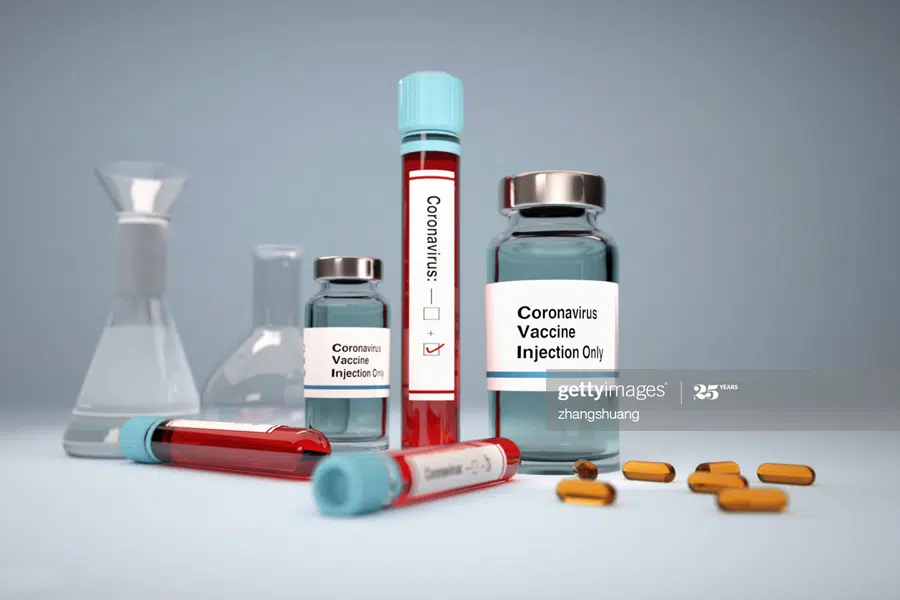 Coronavirus: — □
+ ☑
Coronavirus
Vaccine
Injection Only
Coronavirus
Vaccine
Injection Only
Coronavirus: — □ +
gettyimages® | 25 YEARS
zhangshuang